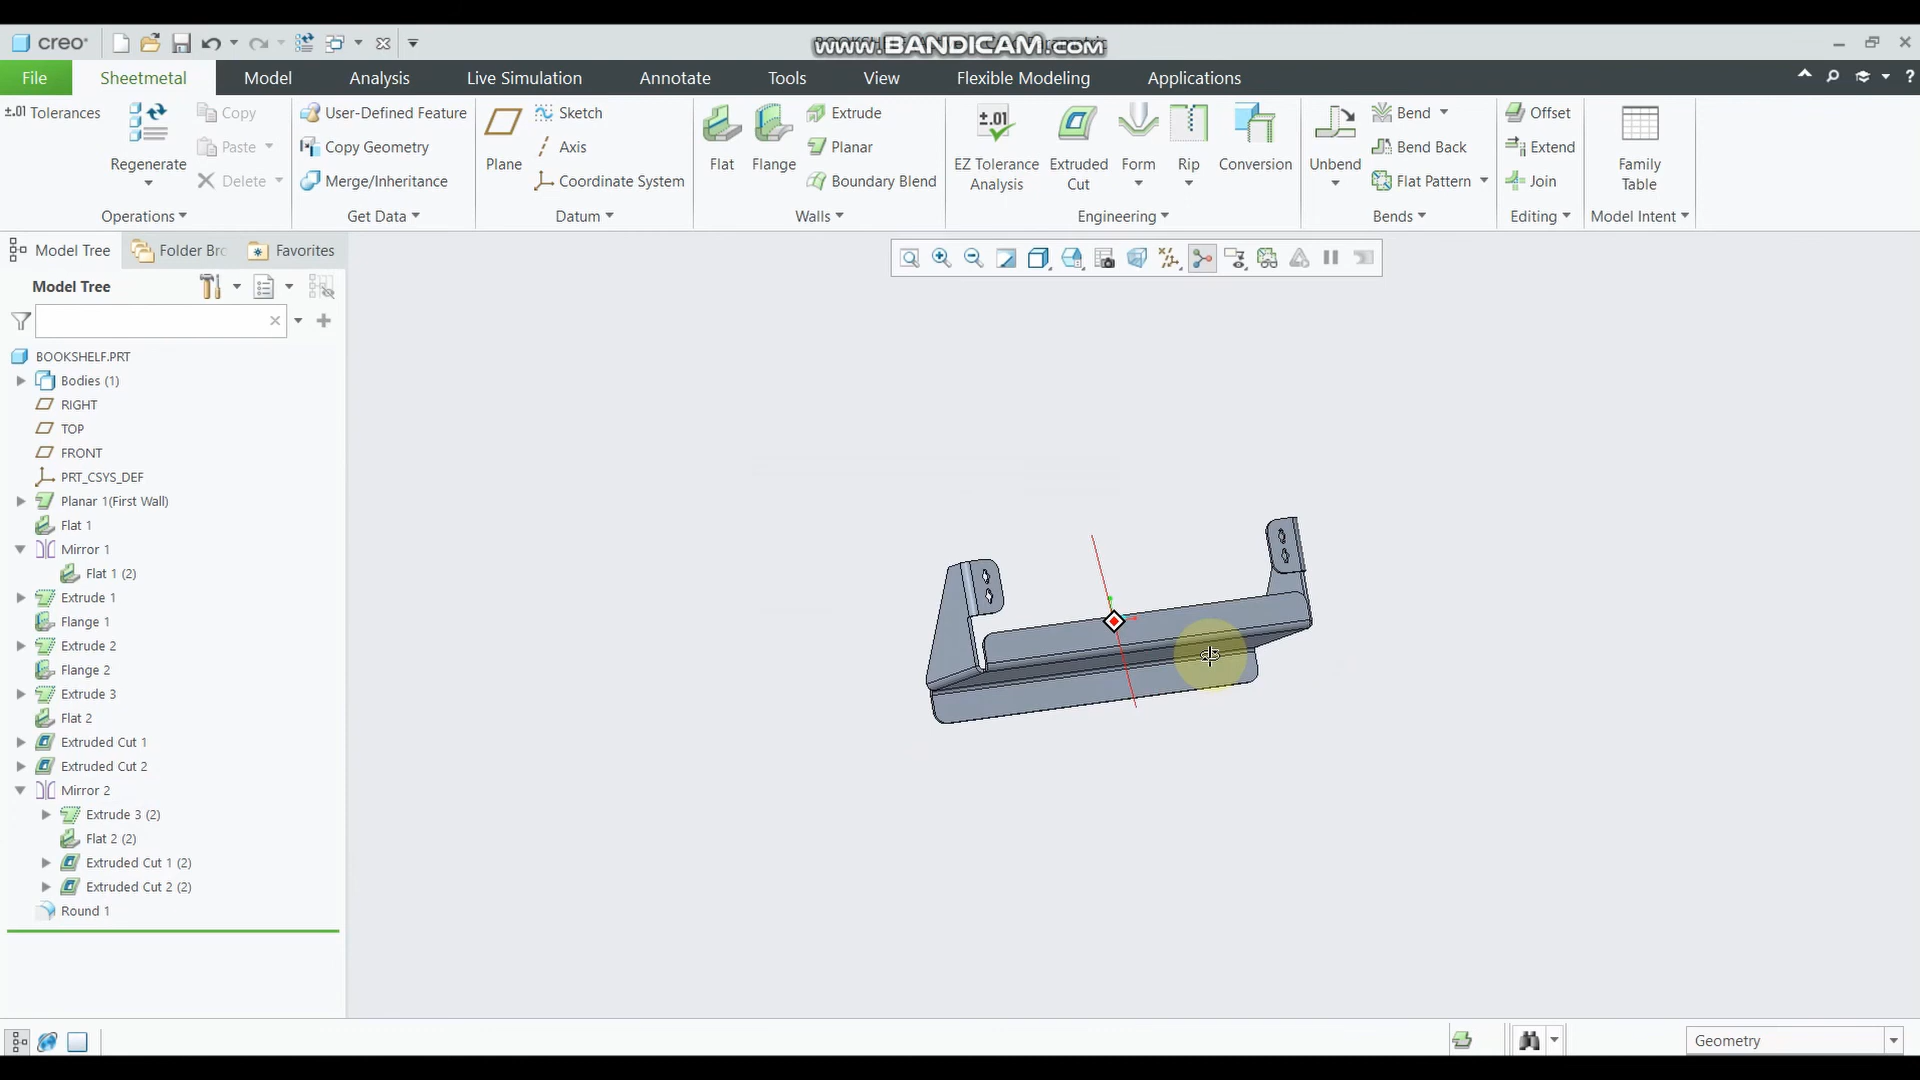 creo
www.BANDICAM.com
File
Sheetmetal
Model
Analysis
Live Simulation
Annotate
Tools
View
Flexible Modeling
Applications
±.01 Tolerances
Regenerate
Copy
Paste
Delete
Operations
User-Defined Feature
Copy Geometry
Merge/Inheritance
Get Data
Plane
Sketch
Axis
Coordinate System
Datum
Flat
Flange
Extrude
Planar
Boundary Blend
Walls
±.01
EZ Tolerance
Analysis
Extruded
Cut
Form
Rip
Conversion
Engineering
Unbend
Bend
Bend Back
Flat Pattern
Bends
Offset
Extend
Join
Editing
Family
Table
Model Intent
Model Tree
Folder Bro
Favorites
Model Tree
BOOKSHELF.PRT
Bodies (1)
RIGHT
TOP
FRONT
PRT_CSYS_DEF
Planar 1(First Wall)
Flat 1
Mirror 1
Flat 1 (2)
Extrude 1
Flange 1
Extrude 2
Flange 2
Extrude 3
Flat 2
Extruded Cut 1
Extruded Cut 2
Mirror 2
Extrude 3 (2)
Flat 2 (2)
Extruded Cut 1 (2)
Extruded Cut 2 (2)
Round 1
Geometry